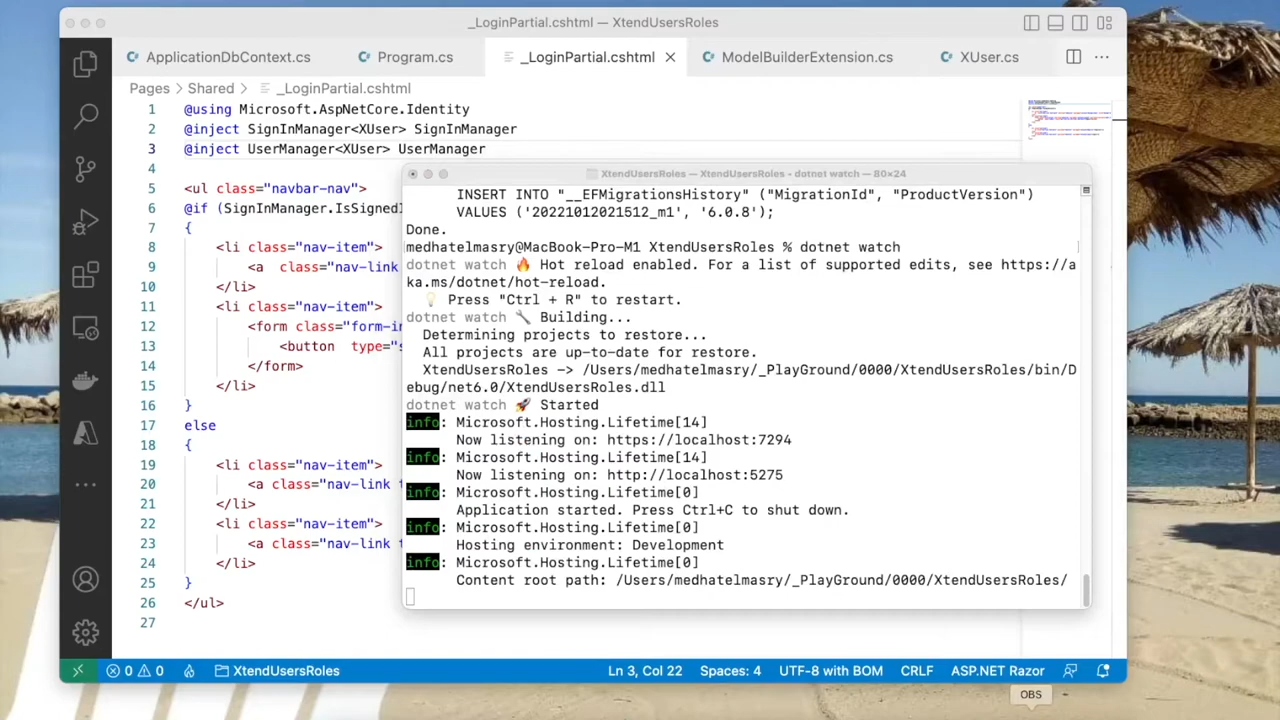 _LoginPartial.cshtml — XtendUsersRoles
ApplicationDbContext.cs
Program.cs
_LoginPartial.cshtml
ModelBuilderExtension.cs
XUser.cs
Pages > Shared > _LoginPartial.cshtml
1 @using Microsoft.AspNetCore.Identity
2 @inject SignInManager<XUser> SignInManager
3 @inject UserManager<XUser> UserManager
4
5 <ul class="navbar-nav">
6 @if (SignInManager.IsSignedI
7 {
8 <li class="nav-item">
9 <a class="nav-link
10 </li>
11 <li class="nav-item">
12 <form class="form-in
13 <button type="s
14 </form>
15 </li>
16 }
17 else
18 {
19 <li class="nav-item">
20 <a class="nav-link t
21 </li>
22 <li class="nav-item">
23 <a class="nav-link t
24 </li>
25 }
26 </ul>
27
XtendUsersRoles — XtendUsersRoles - dotnet watch — 80×24
INSERT INTO "__EFMigrationsHistory" ("MigrationId", "ProductVersion")
VALUES ('20221012021512_m1', '6.0.8');
Done.
medhatelmasry@MacBook-Pro-M1 XtendUsersRoles % dotnet watch
dotnet watch 🔥 Hot reload enabled. For a list of supported edits, see https://a
ka.ms/dotnet/hot-reload.
💡 Press "Ctrl + R" to restart.
dotnet watch 🔧 Building...
Determining projects to restore...
All projects are up-to-date for restore.
XtendUsersRoles -> /Users/medhatelmasry/_PlayGround/0000/XtendUsersRoles/bin/D
ebug/net6.0/XtendUsersRoles.dll
dotnet watch 🚀 Started
info: Microsoft.Hosting.Lifetime[14]
Now listening on: https://localhost:7294
info: Microsoft.Hosting.Lifetime[14]
Now listening on: http://localhost:5275
info: Microsoft.Hosting.Lifetime[0]
Application started. Press Ctrl+C to shut down.
info: Microsoft.Hosting.Lifetime[0]
Hosting environment: Development
info: Microsoft.Hosting.Lifetime[0]
Content root path: /Users/medhatelmasry/_PlayGround/0000/XtendUsersRoles/
0 0 XtendUsersRoles Ln 3, Col 22 Spaces: 4 UTF-8 with BOM CRLF ASP.NET Razor
OBS